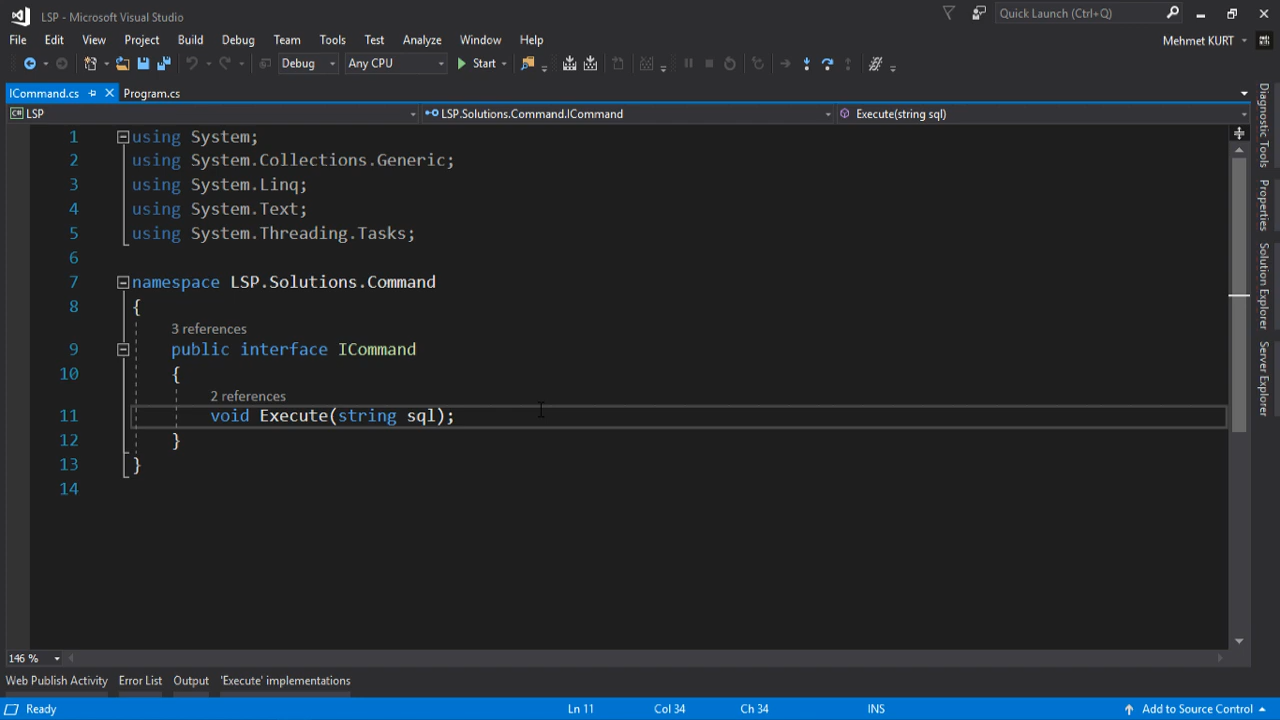 LSP - Microsoft Visual Studio
Quick Launch (Ctrl+Q)
File Edit View Project Build Debug Team Tools Test Analyze Window Help
Mehmet KURT
Debug Any CPU Start
ICommand.cs Program.cs
LSP LSP.Solutions.Command.ICommand Execute(string sql)
1 using System;
2 using System.Collections.Generic;
3 using System.Linq;
4 using System.Text;
5 using System.Threading.Tasks;
6
7 namespace LSP.Solutions.Command
8 {
3 references
9 public interface ICommand
10 {
2 references
11 void Execute(string sql);
12 }
13 }
14
Diagnostic Tools
Properties
Solution Explorer
Server Explorer
146 %
Web Publish Activity Error List Output 'Execute' implementations
Ready Ln 11 Col 34 Ch 34 INS Add to Source Control